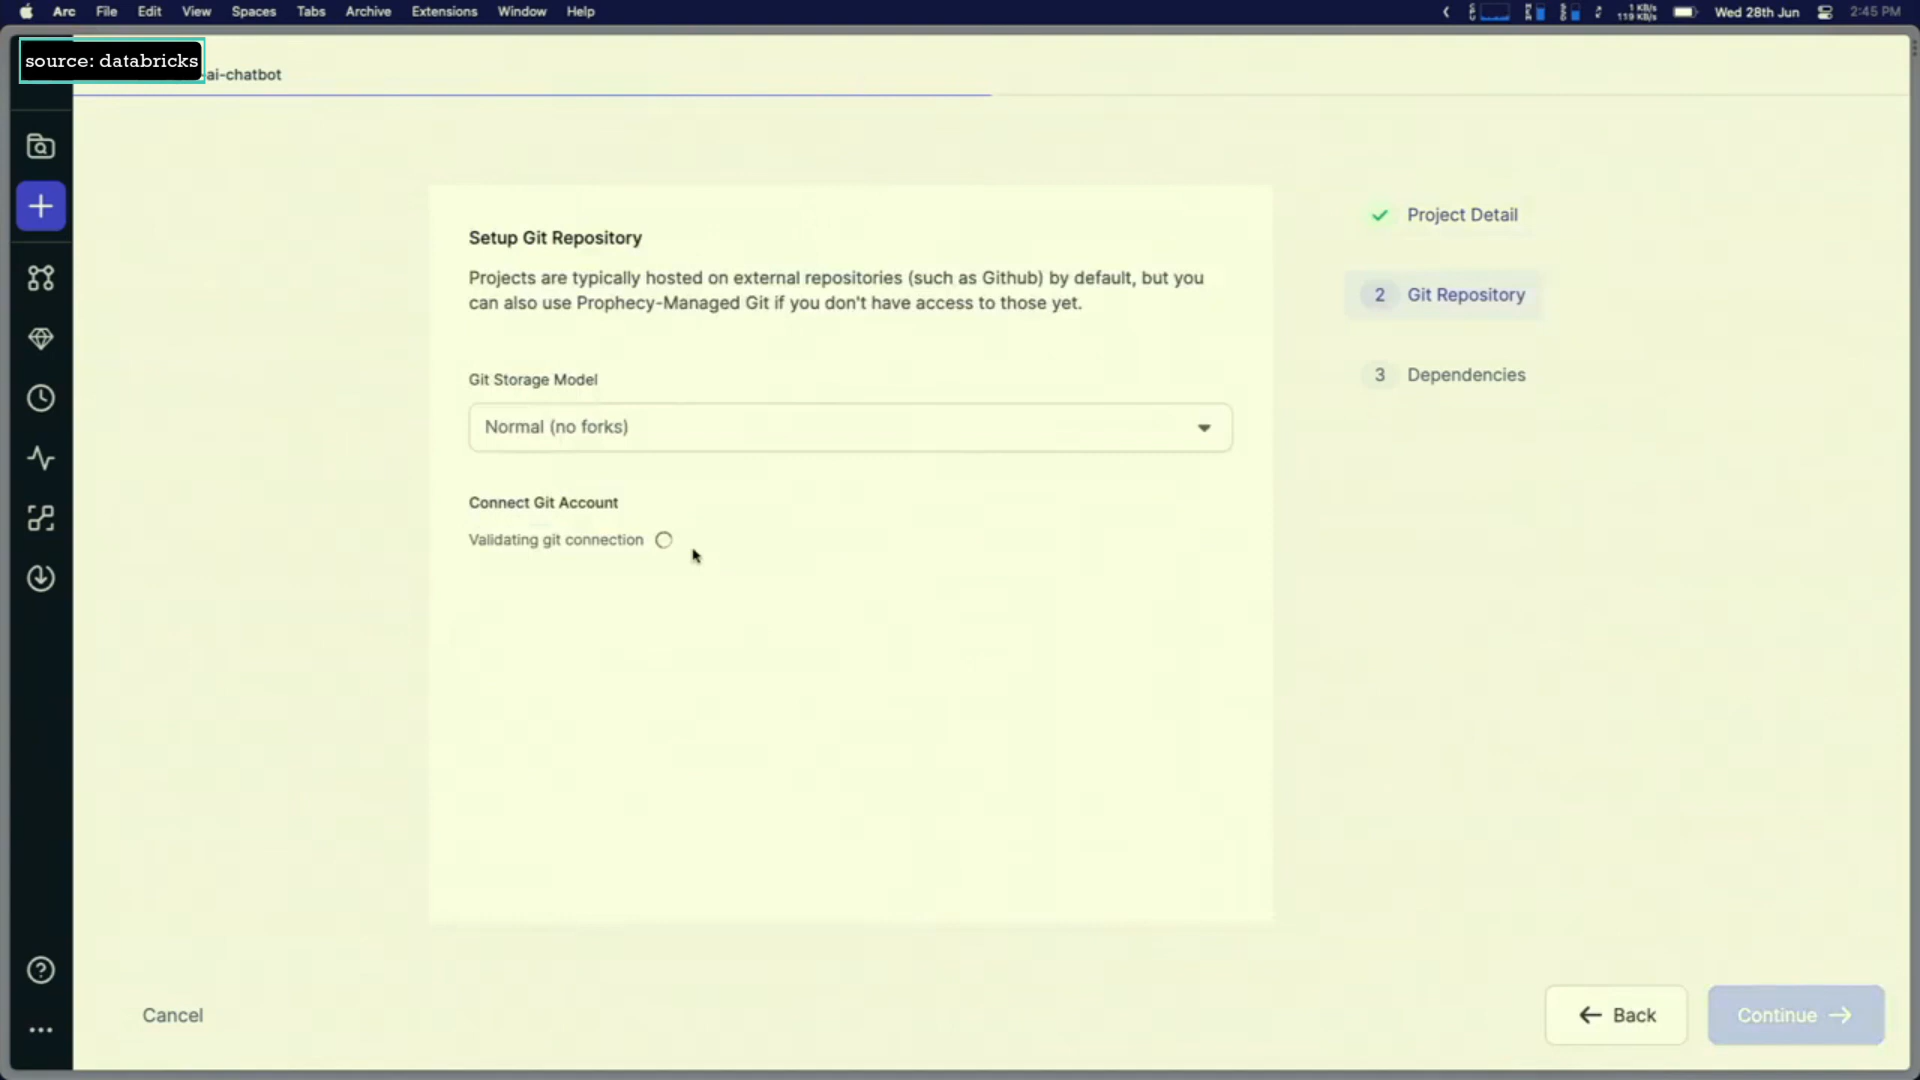 Arc File Edit View Spaces Tabs Archive Extensions Window Help
1 KB/s
119 KB/s
Wed 28th Jun 2:45 PM
source: databricks
-ai-chatbot
Setup Git Repository
Projects are typically hosted on external repositories (such as Github) by default, but you
can also use Prophecy-Managed Git if you don't have access to those yet.
Git Storage Model
Normal (no forks)
Connect Git Account
Validating git connection
Project Detail
2 Git Repository
3 Dependencies
Cancel
Back
Continue